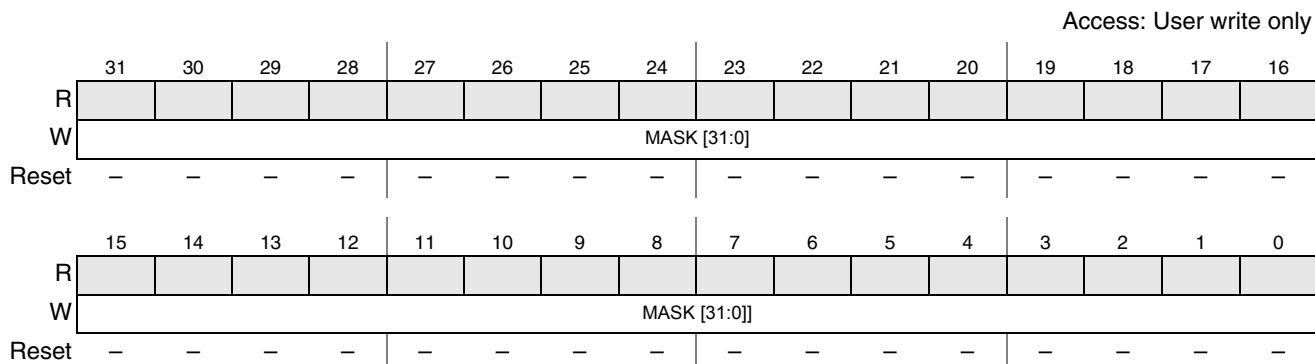 Access: User write only
31 30 29 28 27 26 25 24 23 22 21 20 19 18 17 16
R
W MASK [31:0]
Reset – – – – – – – – – – – – – – – –
15 14 13 12 11 10 9 8 7 6 5 4 3 2 1 0
R
W MASK [31:0]]
Reset – – – – – – – – – – – – – – – –